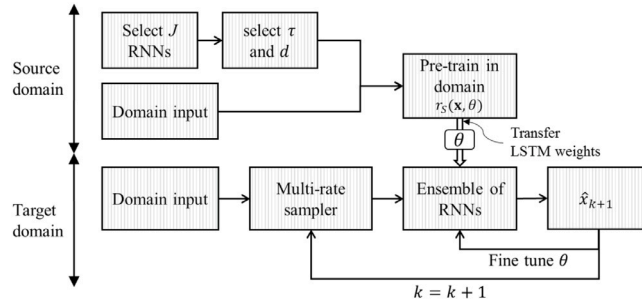 Source
domain
Select J
RNNs
select τ
and d
Domain input
Pre-train in
domain
r_S(x, θ)
θ
Transfer
LSTM weights
Target
domain
Domain input
Multi-rate
sampler
Ensemble of
RNNs
x̂_{k+1}
Fine tune θ
k = k + 1